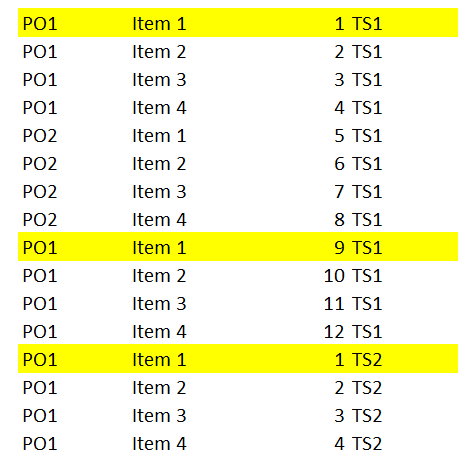 PO1 Item 1 1 TS1
PO1 Item 2 2 TS1
PO1 Item 3 3 TS1
PO1 Item 4 4 TS1
PO2 Item 1 5 TS1
PO2 Item 2 6 TS1
PO2 Item 3 7 TS1
PO2 Item 4 8 TS1
PO1 Item 1 9 TS1
PO1 Item 2 10 TS1
PO1 Item 3 11 TS1
PO1 Item 4 12 TS1
PO1 Item 1 1 TS2
PO1 Item 2 2 TS2
PO1 Item 3 3 TS2
PO1 Item 4 4 TS2